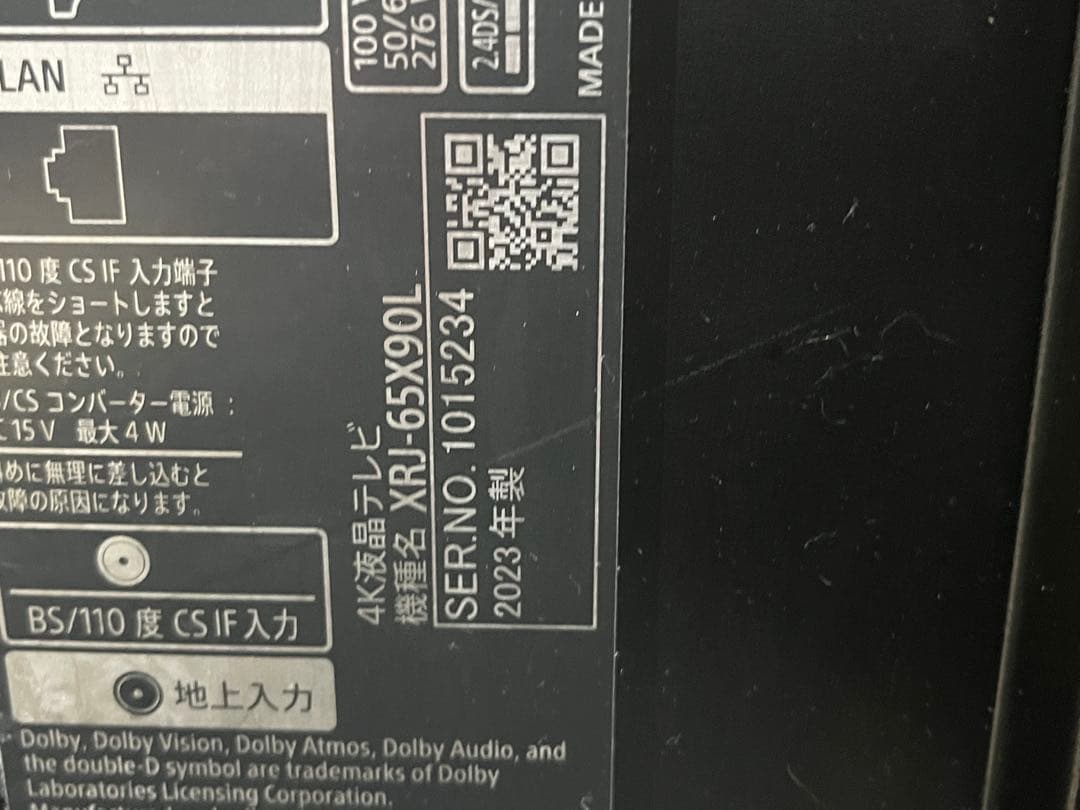 LAN
110 度 CS IF 入力端子
線をショートしますと
の故障となりますので
注意ください。
/CS コンバーター電源 :
15 V 最大 4 W
めに無理に差し込むと
故障の原因になります。
BS/110 度 CS IF 入力
地上入力
Dolby, Dolby Vision, Dolby Atmos, Dolby Audio, and
the double-D symbol are trademarks of Dolby
Laboratories Licensing Corporation.
100
50/6
276
2.4DS/
MADE
4K液晶テレビ
機種名 XRJ-65X90L
SER.NO. 1015234
2023 年製